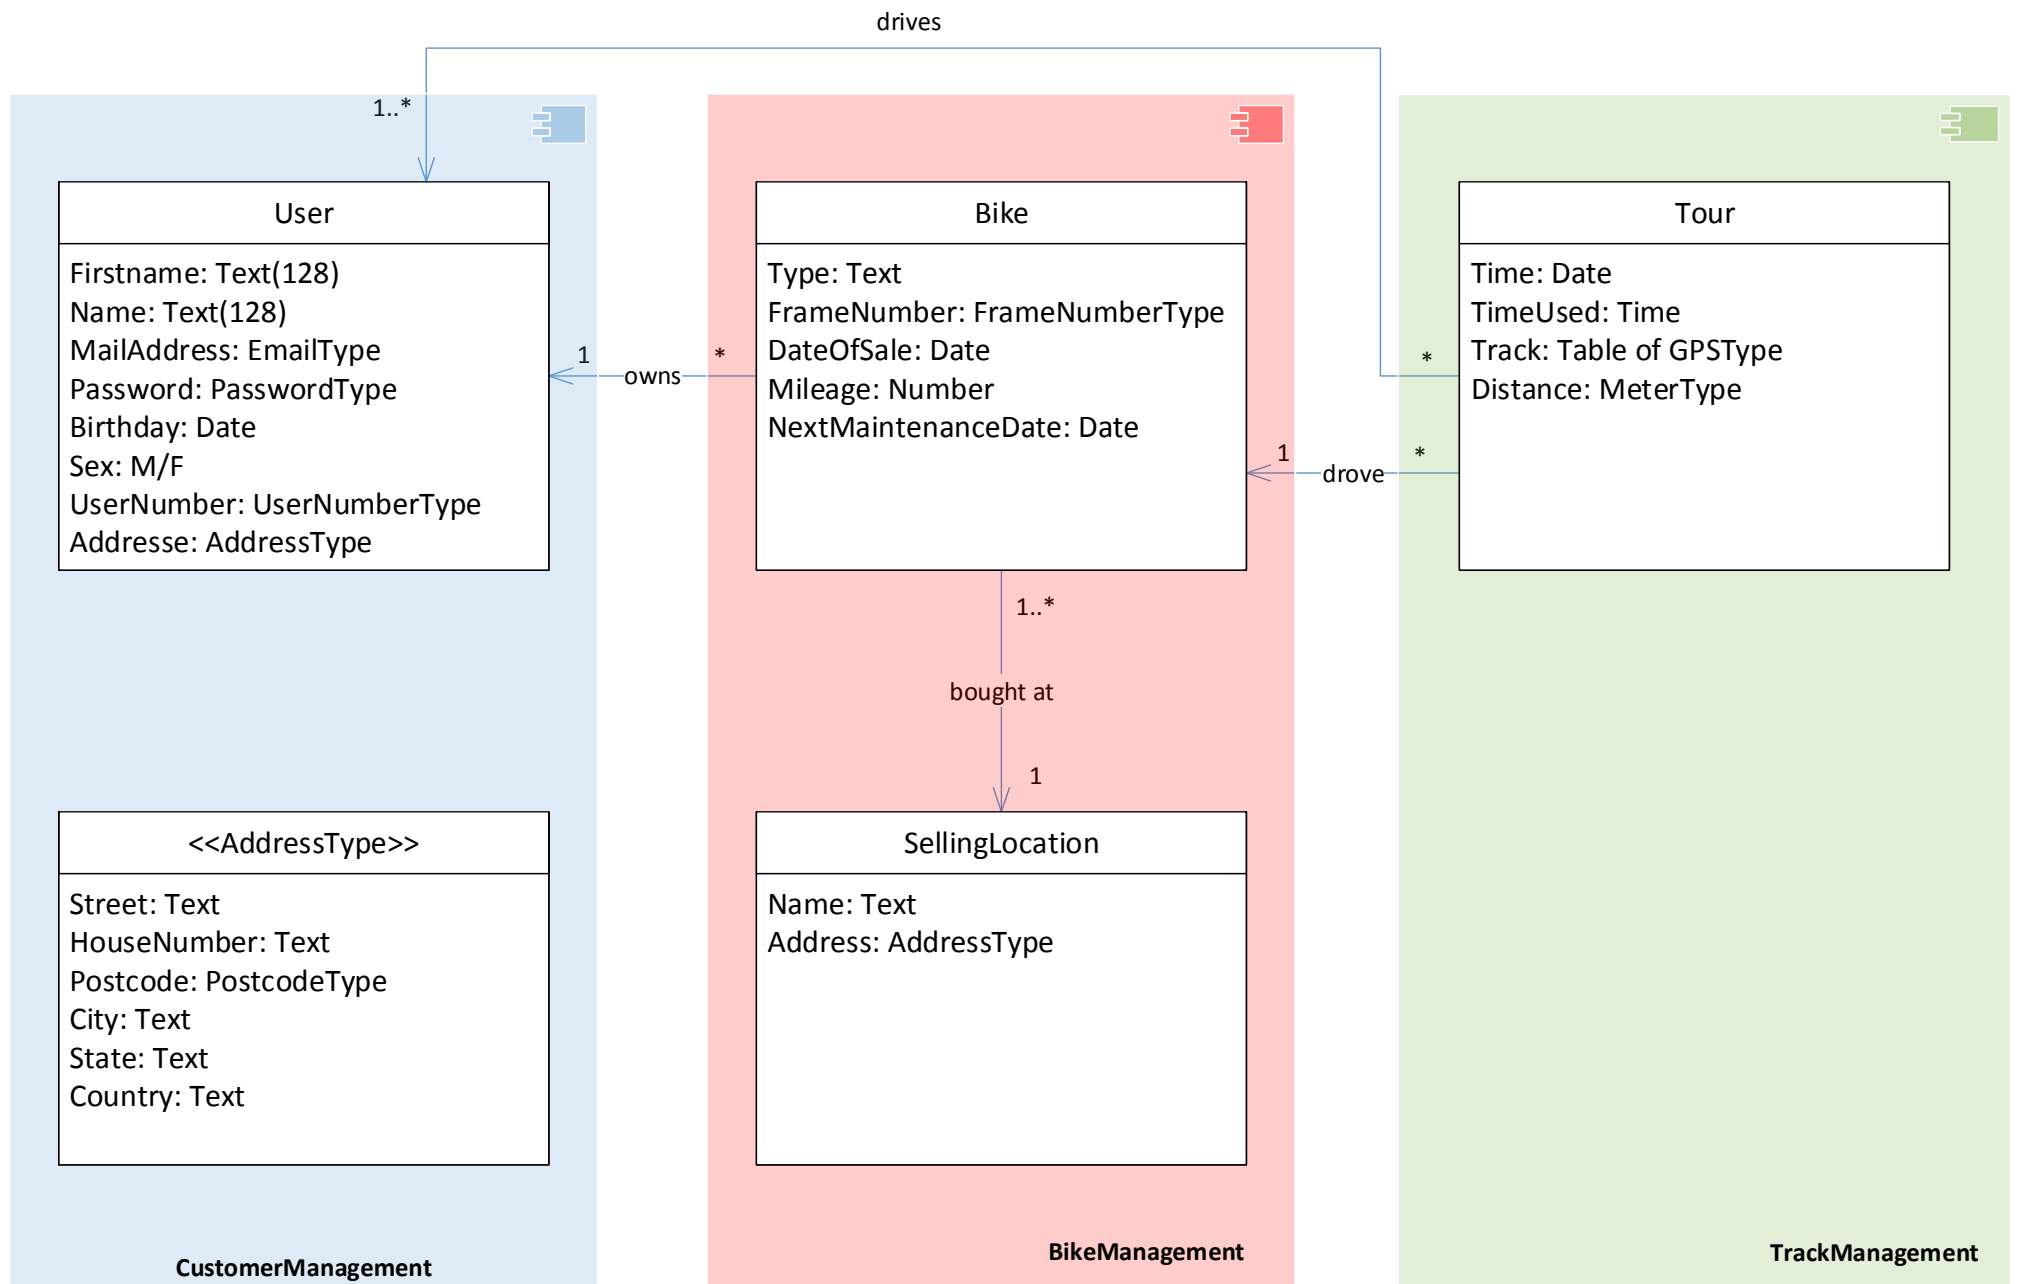 drives
1..*
User
Firstname: Text(128)
Name: Text(128)
MailAddress: EmailType
Password: PasswordType
Birthday: Date
Sex: M/F
UserNumber: UserNumberType
Addresse: AddressType
1
owns
*
Bike
Type: Text
FrameNumber: FrameNumberType
DateOfSale: Date
Mileage: Number
NextMaintenanceDate: Date
1
drove
*
*
Tour
Time: Date
TimeUsed: Time
Track: Table of GPSType
Distance: MeterType
1..*
bought at
1
<<AddressType>>
Street: Text
HouseNumber: Text
Postcode: PostcodeType
City: Text
State: Text
Country: Text
SellingLocation
Name: Text
Address: AddressType
CustomerManagement
BikeManagement
TrackManagement